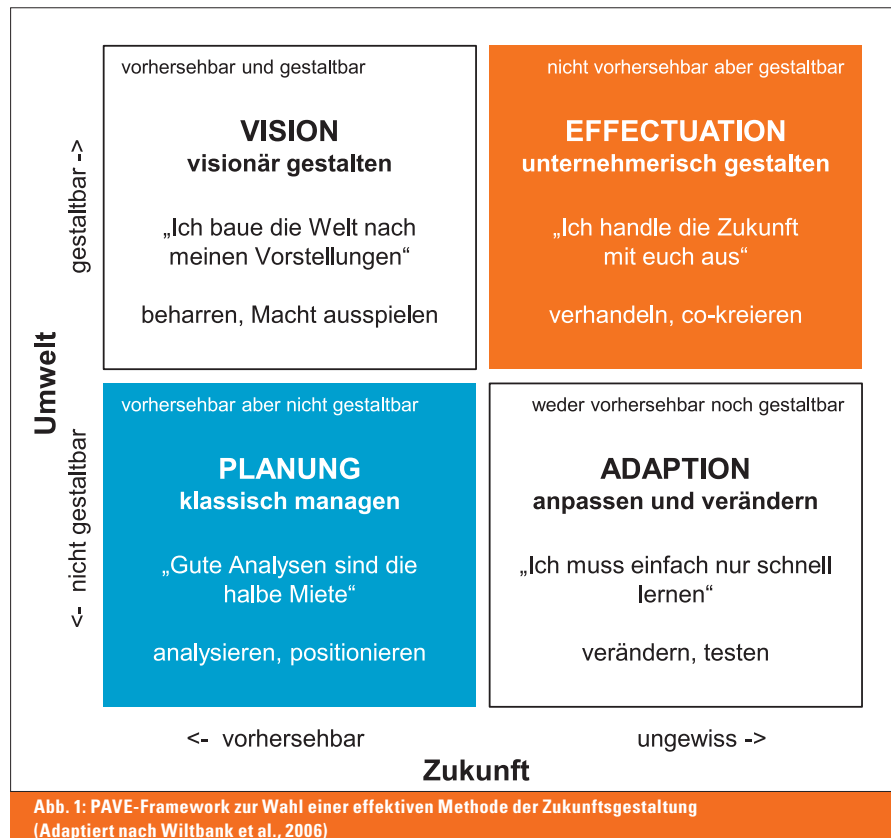 vorhersehbar und gestaltbar
VISION
visionär gestalten
„Ich baue die Welt nach
meinen Vorstellungen“
beharren, Macht ausspielen
nicht vorhersehbar aber gestaltbar
EFFECTUATION
unternehmerisch gestalten
„Ich handle die Zukunft
mit euch aus“
verhandeln, co-kreieren
vorhersehbar aber nicht gestaltbar
PLANUNG
klassisch managen
„Gute Analysen sind die
halbe Miete“
analysieren, positionieren
weder vorhersehbar noch gestaltbar
ADAPTION
anpassen und verändern
„Ich muss einfach nur schnell
lernen“
verändern, testen
Umwelt
gestaltbar ->
<- nicht gestaltbar
<- vorhersehbar
ungewiss ->
Zukunft
Abb. 1: PAVE-Framework zur Wahl einer effektiven Methode der Zukunftsgestaltung
(Adaptiert nach Wiltbank et al., 2006)